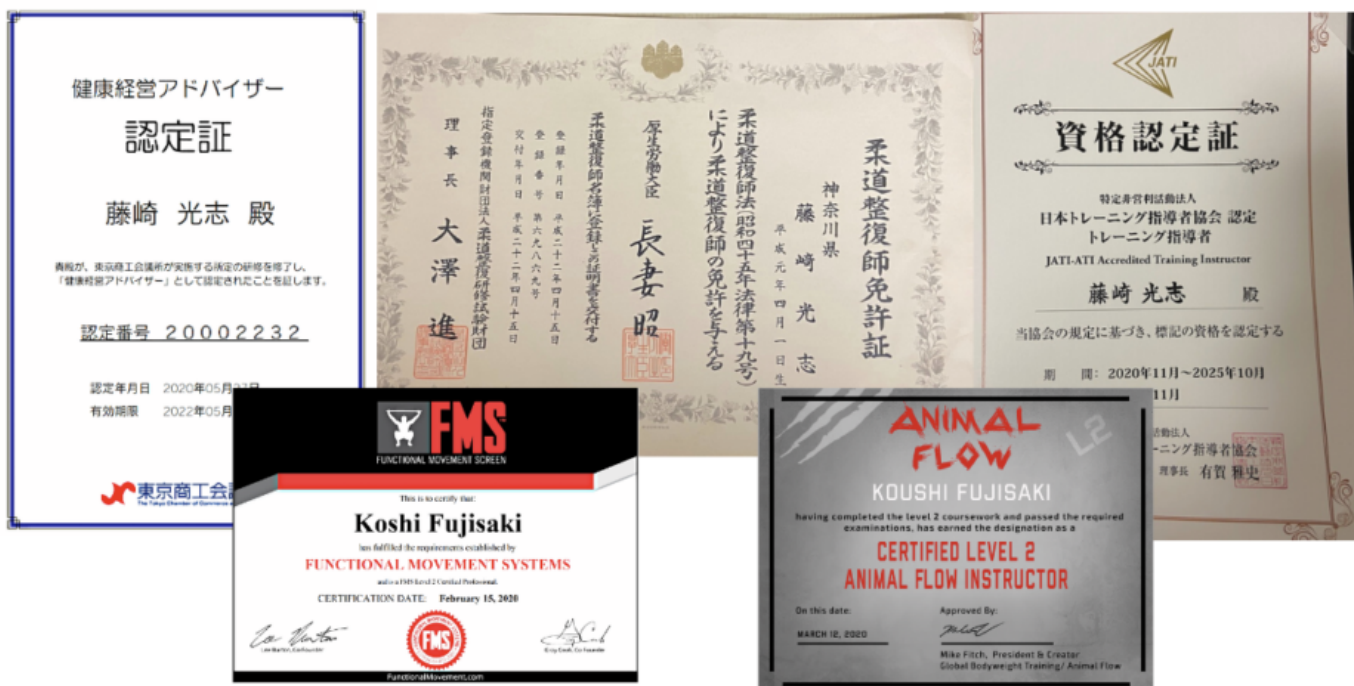 健康経営アドバイザー
認定証
藤崎 光志 殿
貴殿が、東京商工会議所が実施する所定の研修を修了し、
「健康経営アドバイザー」として認定されたことを証します。
認定番号 20002232
認定年月日 2020年05月
有効期限 2022年05月
東京商工会
The Tokyo Chamber of Commerce
柔道整復師免許証
神奈川県
藤崎光志
平成元年四月一日生
柔道整復師法(昭和四十五年法律第十九号)
により柔道整復師の免許を与える
厚生労働大臣 長妻昭
柔道整復師名簿に登録し此証明書を交付する
登録年月日 平成二十二年四月十五日
登録番号 第六九八六九号
交付年月日 平成二十二年四月十五日
指定登録機関財団法人柔道整復研修試験財団
理事長 大澤進
JATI
資格認定証
特定非営利活動法人
日本トレーニング指導者協会 認定
トレーニング指導者
JATI-ATI Accredited Training Instructor
藤崎 光志 殿
当協会の規定に基づき、標記の資格を認定する
期 間: 2020年11月~2025年10月
11月
活動法人
ーニング指導者協会
理事長 有賀 雅史
FMS
FUNCTIONAL MOVEMENT SCREEN
This is to certify that:
Koshi Fujisaki
has fulfilled the requirements established by
FUNCTIONAL MOVEMENT SYSTEMS
and is a FMS Level 2 Certified Professional.
CERTIFICATION DATE: February 15, 2020
FMS
Lee Burton, Co-Founder
Gray Cook, Co-Founder
FunctionalMovement.com
ANIMAL
FLOW
L2
KOUSHI FUJISAKI
having completed the level 2 coursework and passed the required
examinations, has earned the designation as a
CERTIFIED LEVEL 2
ANIMAL FLOW INSTRUCTOR
On this date:
MARCH 12, 2020
Approved By:
Mike Fitch, President & Creator
Global Bodyweight Training/ Animal Flow